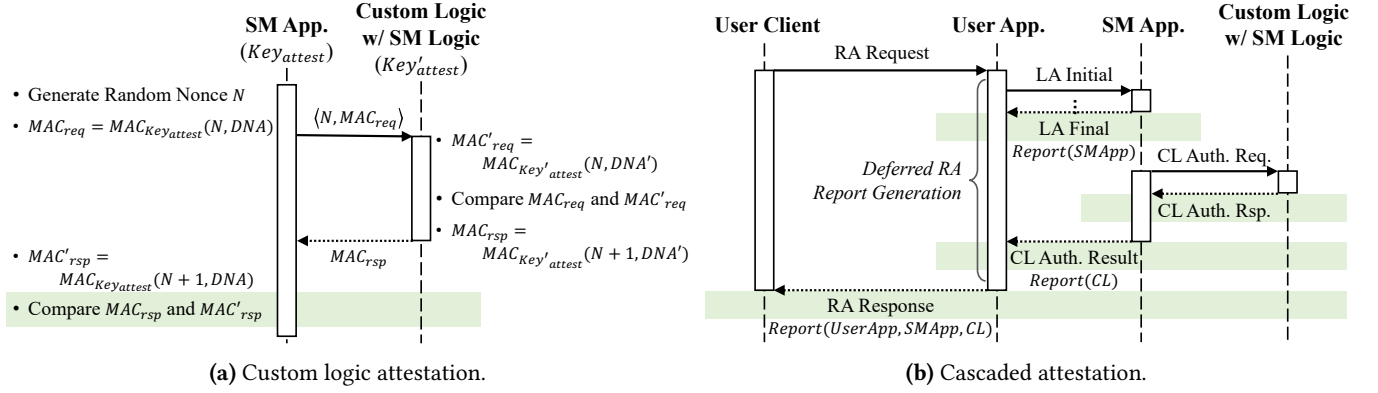 SM App.
(Key_attest)
Custom Logic
w/ SM Logic
(Key'_attest)
• Generate Random Nonce N
• MAC_req = MAC_Key_attest(N, DNA)
⟨N, MAC_req⟩
• MAC'_req =
MAC_Key'_attest(N, DNA')
• Compare MAC_req and MAC'_req
• MAC_rsp =
MAC_Key'_attest(N + 1, DNA')
MAC_rsp
• MAC'_rsp =
MAC_Key_attest(N + 1, DNA)
• Compare MAC_rsp and MAC'_rsp
(a) Custom logic attestation.
User Client
User App.
SM App.
Custom Logic
w/ SM Logic
RA Request
LA Initial
⋮
LA Final
Report(SMApp)
Deferred RA
Report Generation
CL Auth. Req.
CL Auth. Rsp.
CL Auth. Result
Report(CL)
RA Response
Report(UserApp, SMApp, CL)
(b) Cascaded attestation.